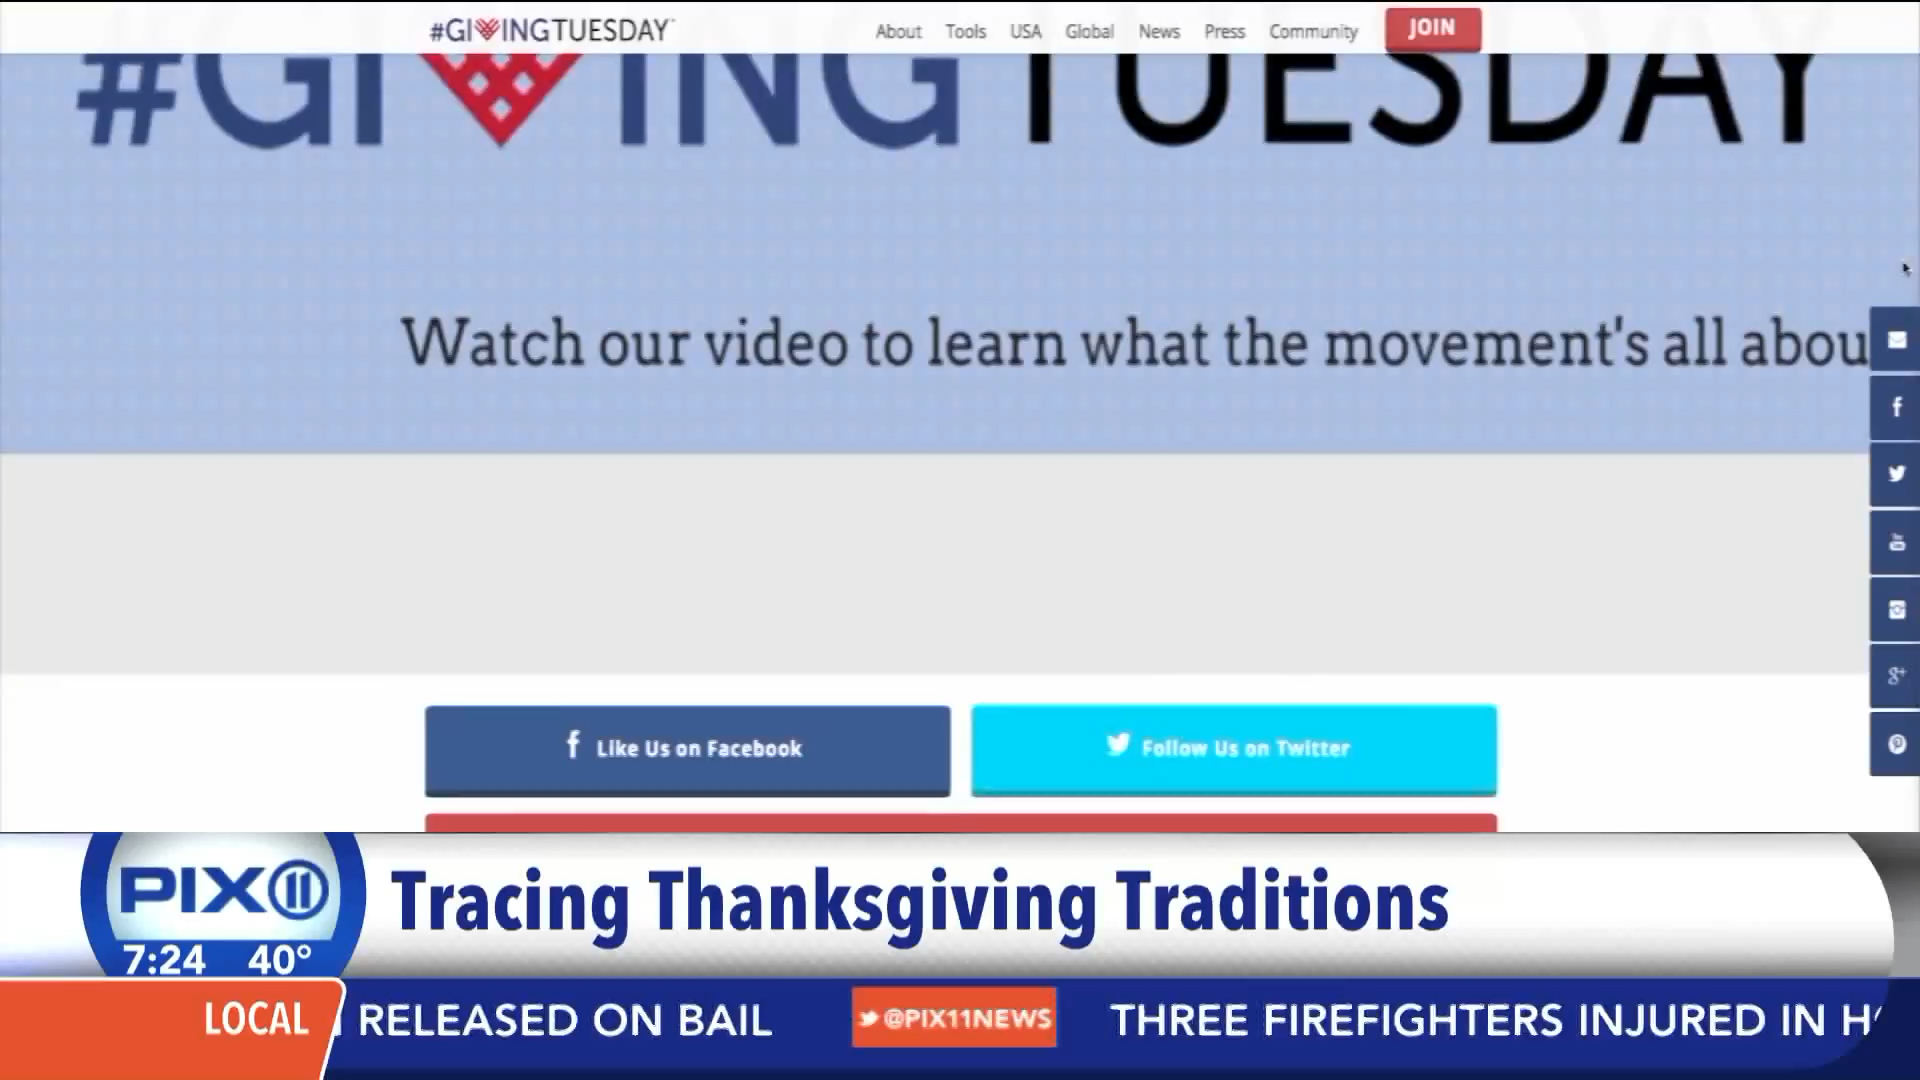 #GIVINGTUESDAY
About Tools USA Global News Press Community JOIN
#GIVINGTUESDAY
Watch our video to learn what the movement's all abou
Like Us on Facebook
Follow Us on Twitter
PIX11
Tracing Thanksgiving Traditions
7:24 40°
LOCAL
RELEASED ON BAIL @PIX11NEWS THREE FIREFIGHTERS INJURED IN